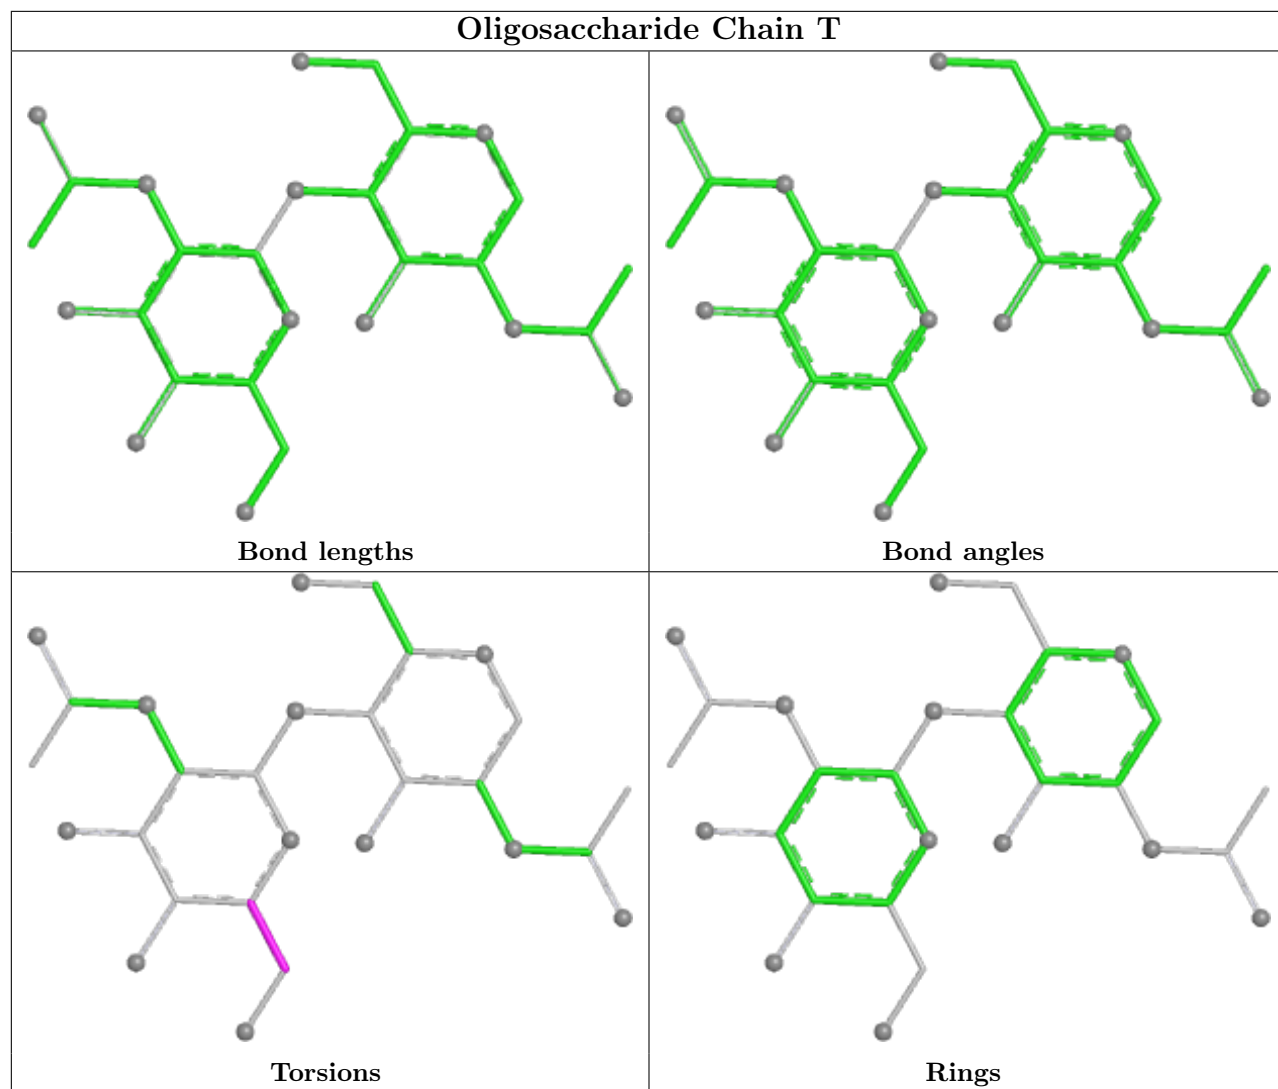 Oligosaccharide Chain T
Bond lengths
Bond angles
Torsions
Rings